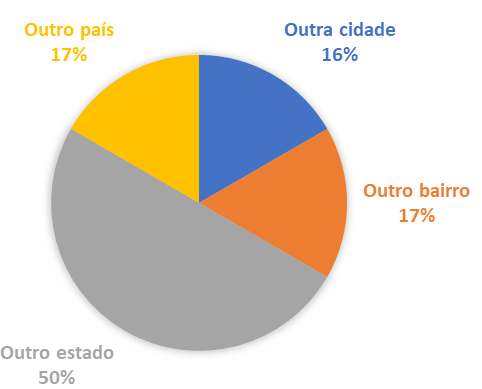 Outro país
17%
Outra cidade
16%
Outro bairro
17%
Outro estado
50%